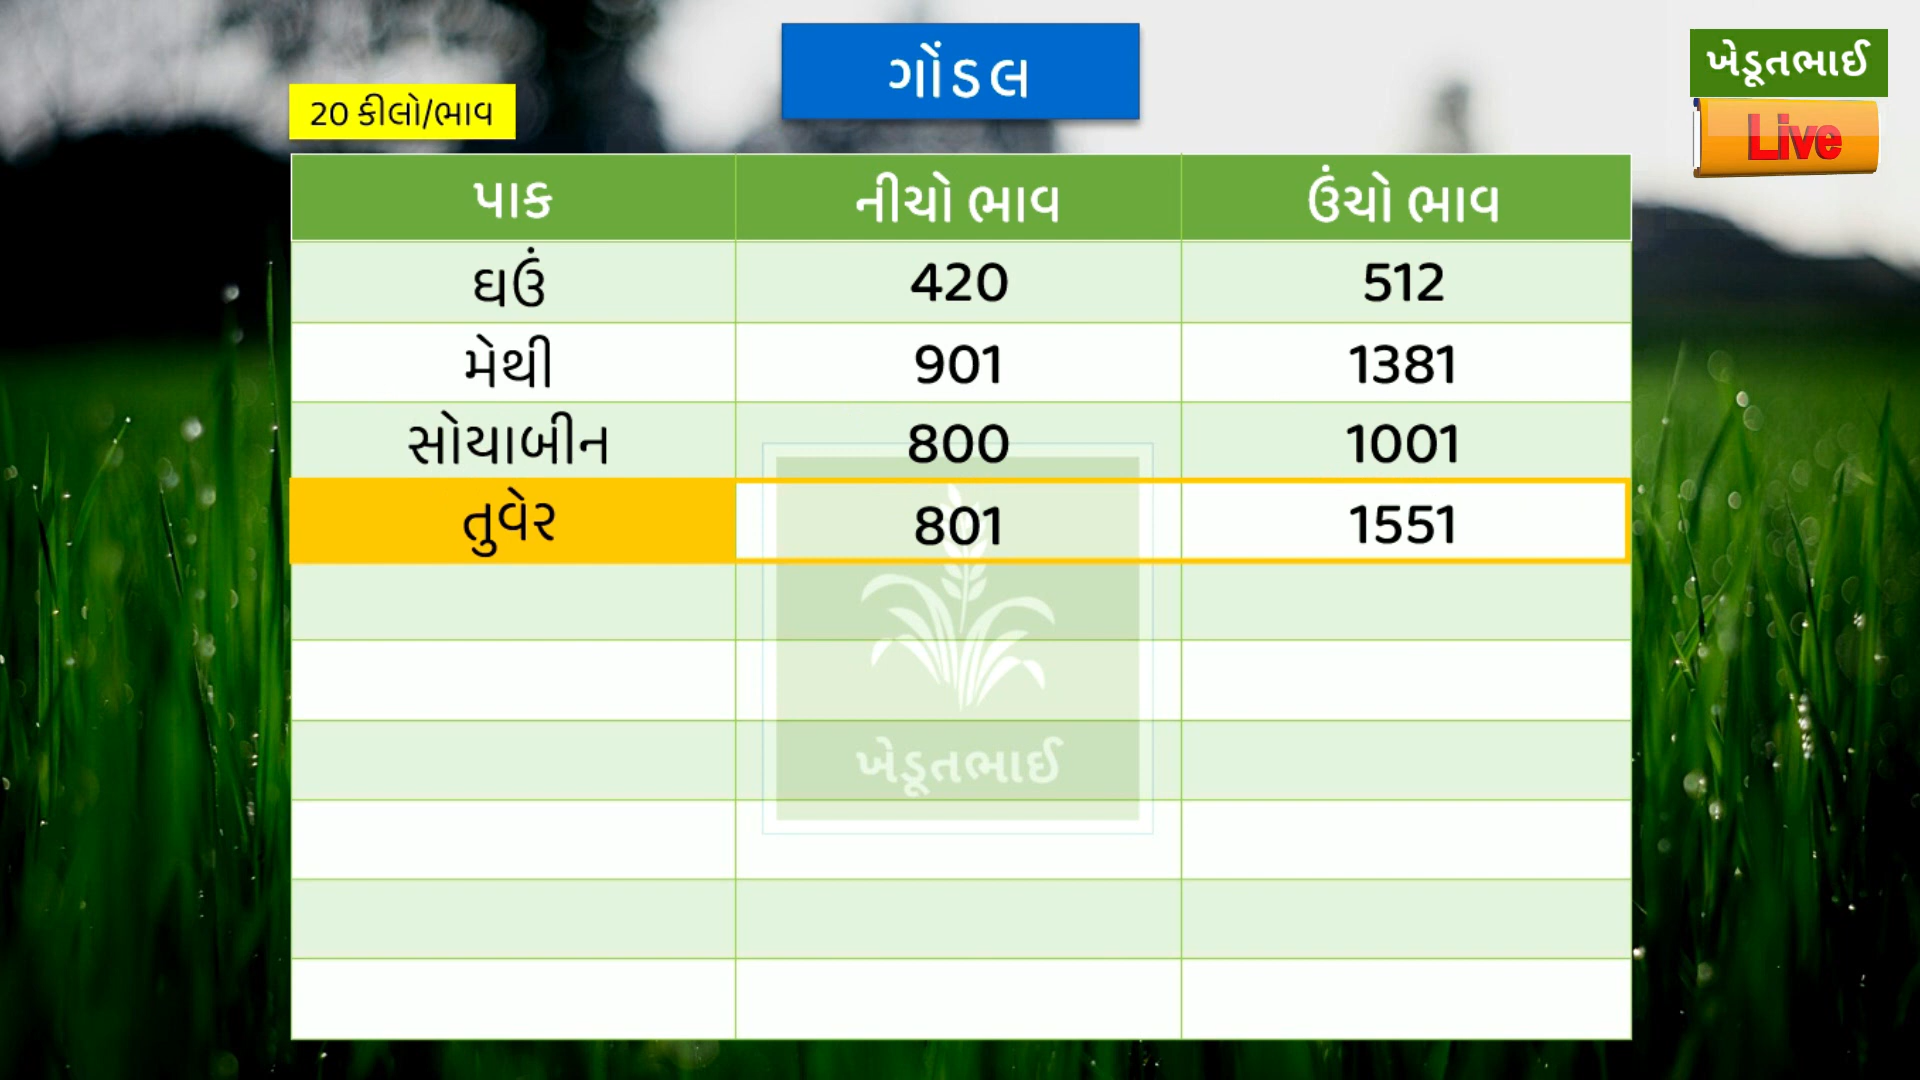 ગોંડલ
ખેડૂતભાઈ
Live
20 કીલો/ભાવ
પાક નીચો ભાવ ઉંચો ભાવ
ઘઉં 420 512
મેથી 901 1381
સોયાબીન 800 1001
તુવેર 801 1551
ખેડૂતભાઈ